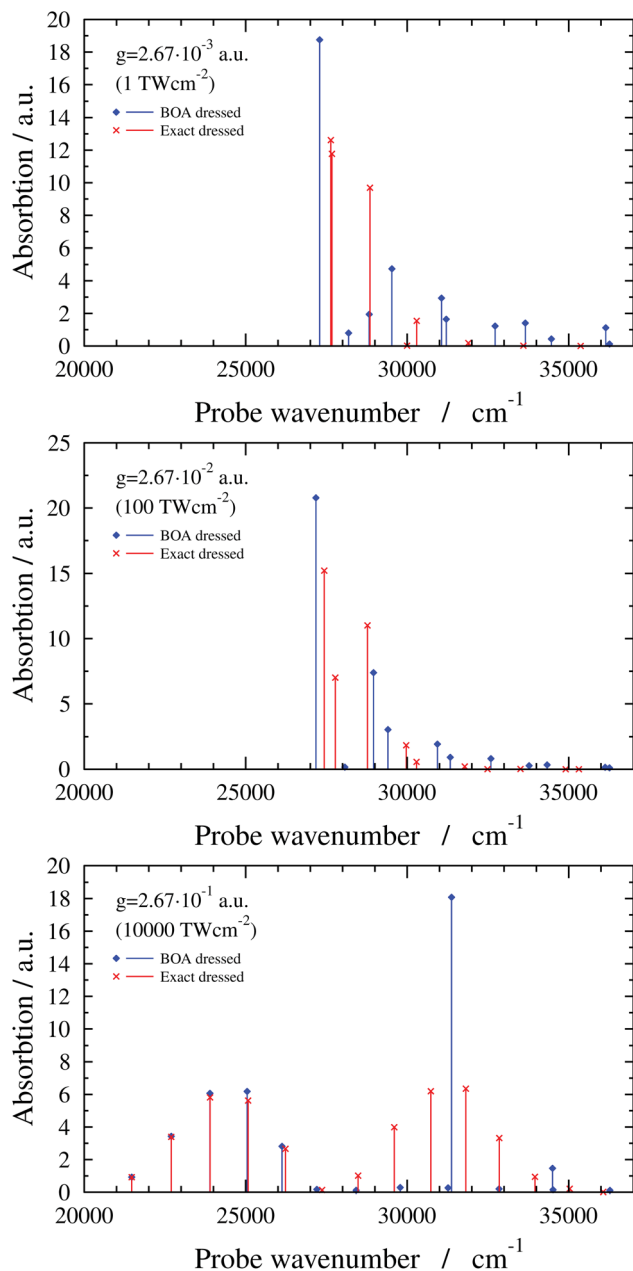 20
18
16
14
12
10
8
6
4
2
0
Absorbtion / a.u.
g=2.67·10⁻³ a.u.
(1 TWcm⁻²)
BOA dressed
Exact dressed
20000 25000 30000 35000
Probe wavenumber / cm⁻¹
25
20
15
10
5
0
Absorbtion / a.u.
g=2.67·10⁻² a.u.
(100 TWcm⁻²)
BOA dressed
Exact dressed
20000 25000 30000 35000
Probe wavenumber / cm⁻¹
20
18
16
14
12
10
8
6
4
2
0
Absorbtion / a.u.
g=2.67·10⁻¹ a.u.
(10000 TWcm⁻²)
BOA dressed
Exact dressed
20000 25000 30000 35000
Probe wavenumber / cm⁻¹